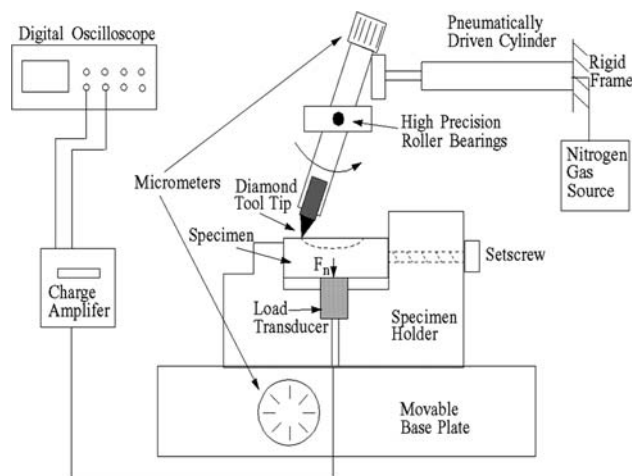 Digital Oscilloscope
Pneumatically
Driven Cylinder
Rigid
Frame
High Precision
Roller Bearings
Nitrogen
Gas
Source
Micrometers
Diamond
Tool Tip
Specimen
Fn
Setscrew
Charge
Amplifer
Load
Transducer
Specimen
Holder
Movable
Base Plate